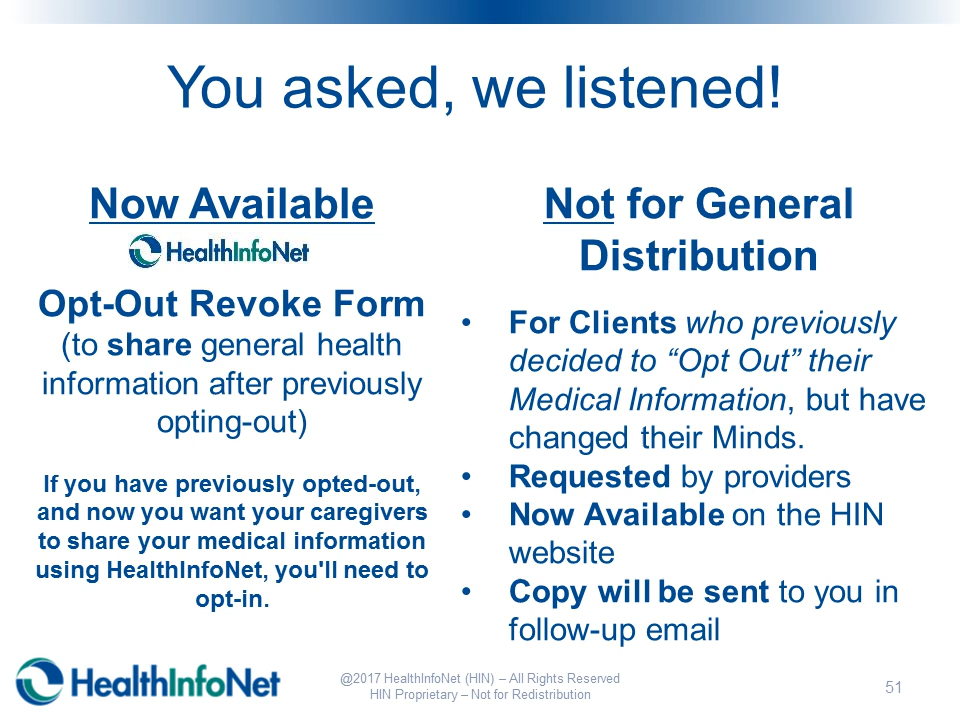 You asked, we listened!
Now Available
HealthInfoNet
Opt-Out Revoke Form
(to share general health
information after previously
opting-out)
If you have previously opted-out,
and now you want your caregivers
to share your medical information
using HealthInfoNet, you'll need to
opt-in.
Not for General
Distribution
• For Clients who previously
decided to “Opt Out” their
Medical Information, but have
changed their Minds.
• Requested by providers
• Now Available on the HIN
website
• Copy will be sent to you in
follow-up email
HealthInfoNet
@2017 HealthInfoNet (HIN) – All Rights Reserved
HIN Proprietary – Not for Redistribution
51